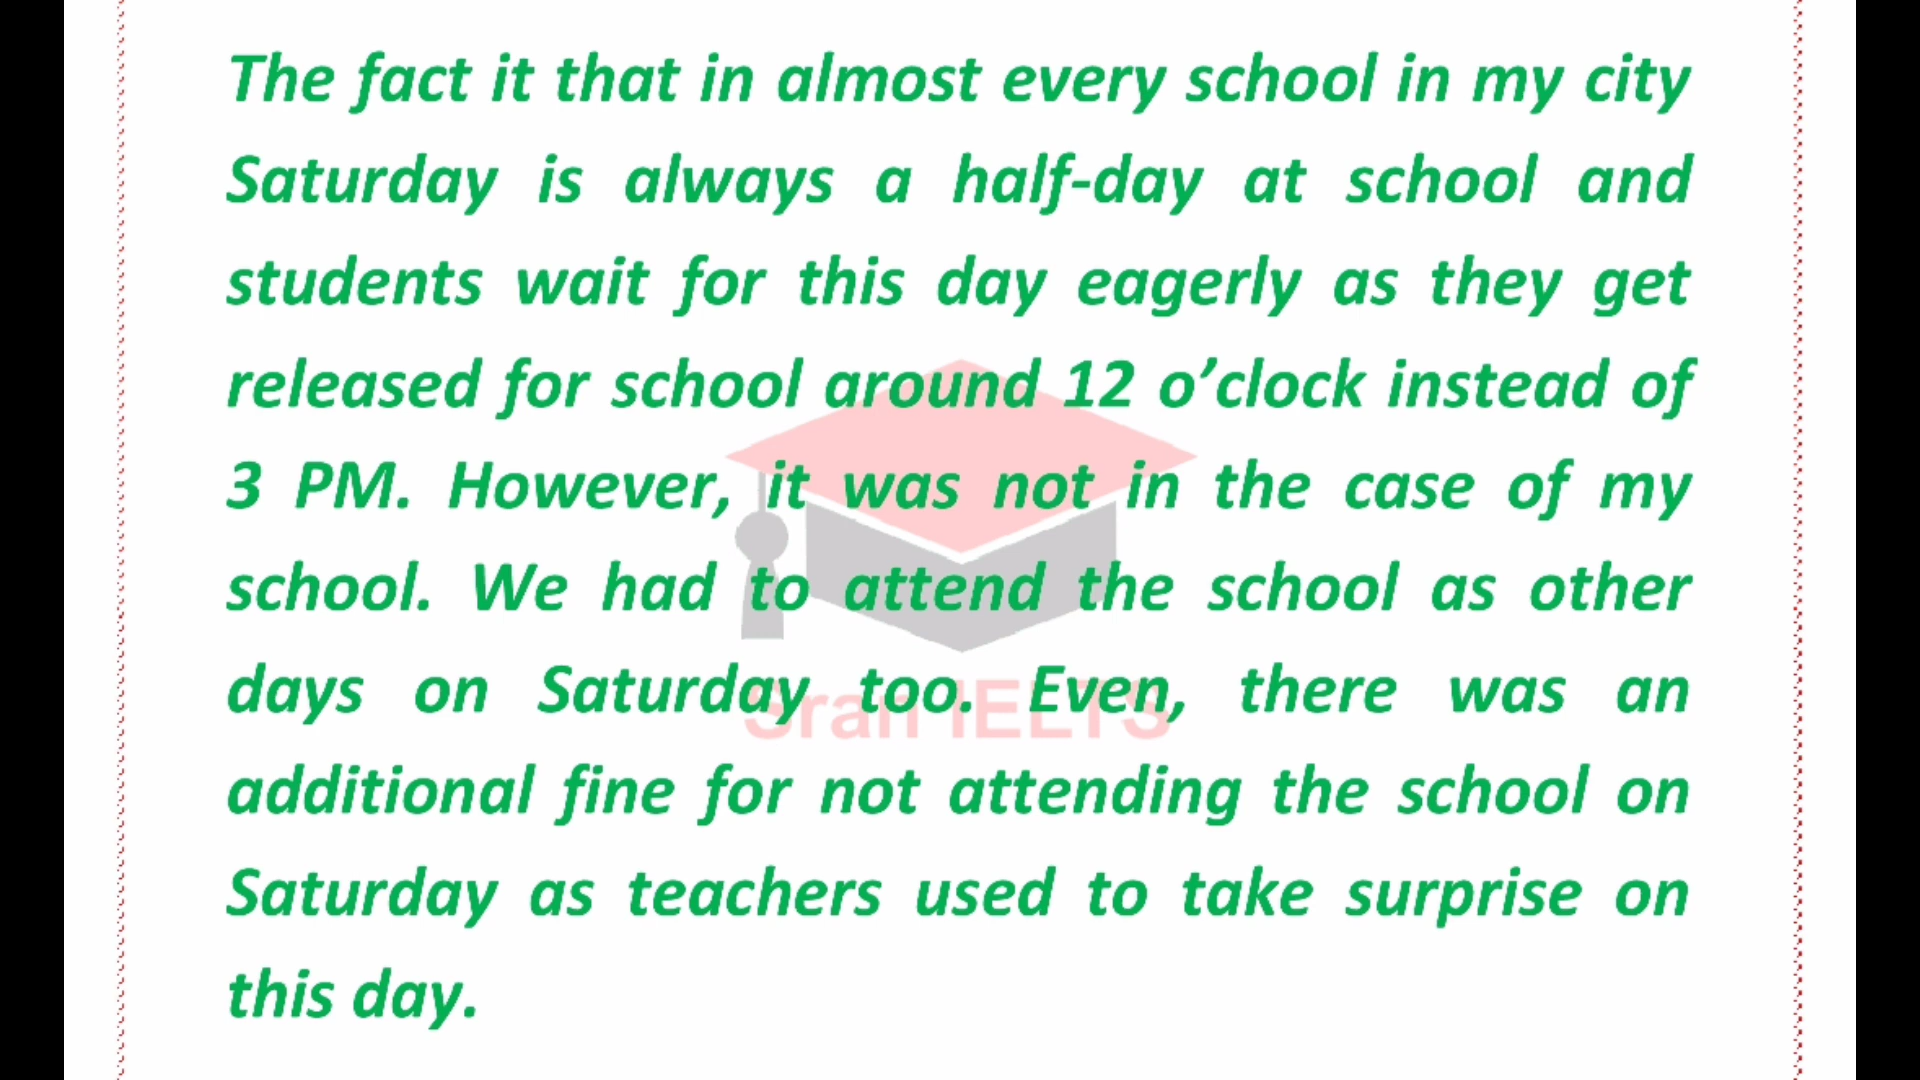 The fact it that in almost every school in my city
Saturday is always a half-day at school and
students wait for this day eagerly as they get
released for school around 12 o’clock instead of
3 PM. However, it was not in the case of my
school. We had to attend the school as other
days on Saturday too. Even, there was an
Sran IELTS
additional fine for not attending the school on
Saturday as teachers used to take surprise on
this day.